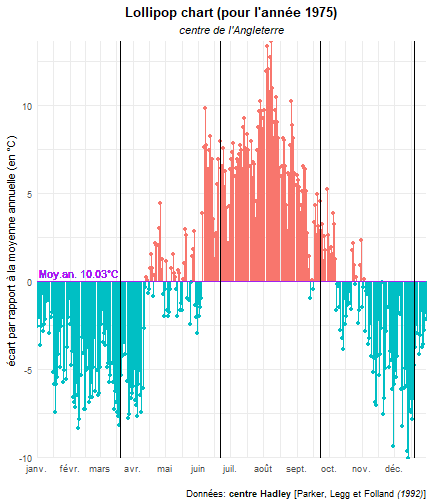 Lollipop chart (pour l'année 1975)
centre de l'Angleterre
écart par rapport à la moyenne annuelle (en °C)
10
5
Moy.an. 10.03°C
0
-5
-10
janv. févr. mars avr. mai juin juil. août sept. oct. nov. déc.
Données: centre Hadley [Parker, Legg et Folland (1992)]